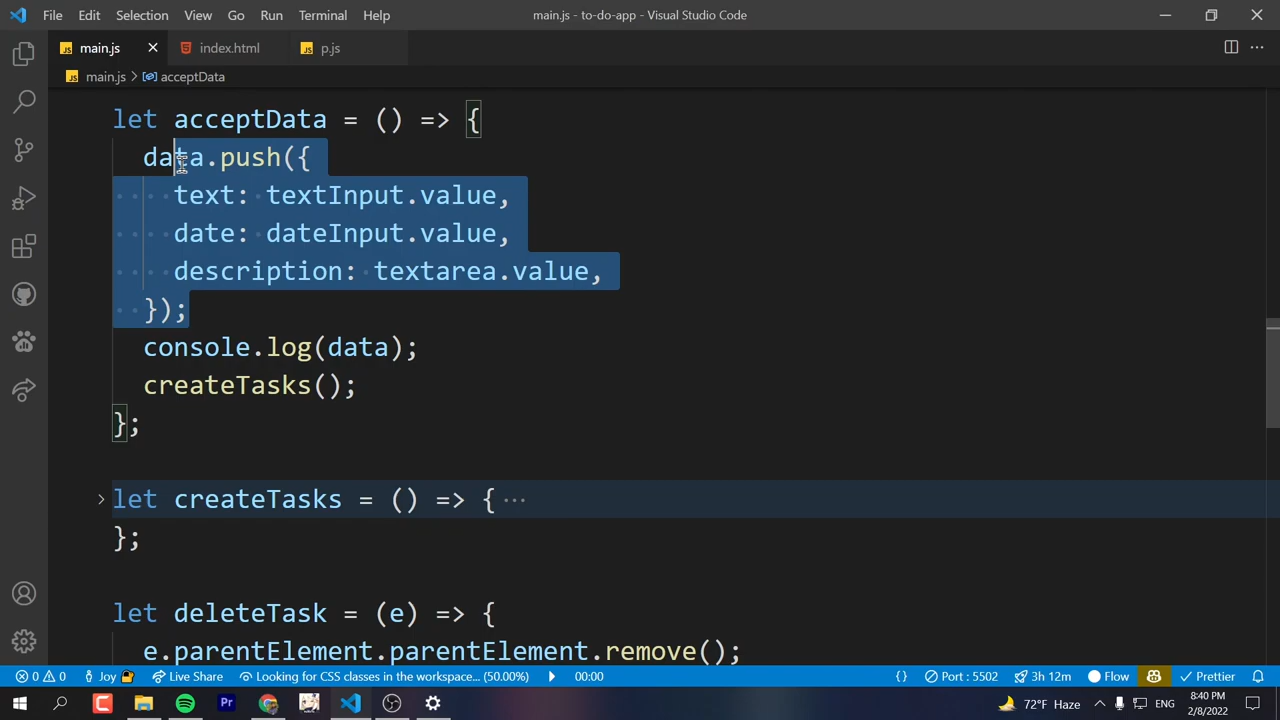 File Edit Selection View Go Run Terminal Help main.js - to-do-app - Visual Studio Code
JS main.js index.html JS p.js
JS main.js acceptData
let acceptData = () => {
data.push({
text: textInput.value,
date: dateInput.value,
description: textarea.value,
});
console.log(data);
createTasks();
};
let createTasks = () => { ···
};
let deleteTask = (e) => {
e.parentElement.parentElement.remove();
0 0 Joy Live Share Looking for CSS classes in the workspace... (50.00%) 00:00 {} Port : 5502 3h 12m Flow Prettier
Pr 72°F Haze ENG 8:40 PM
2/8/2022